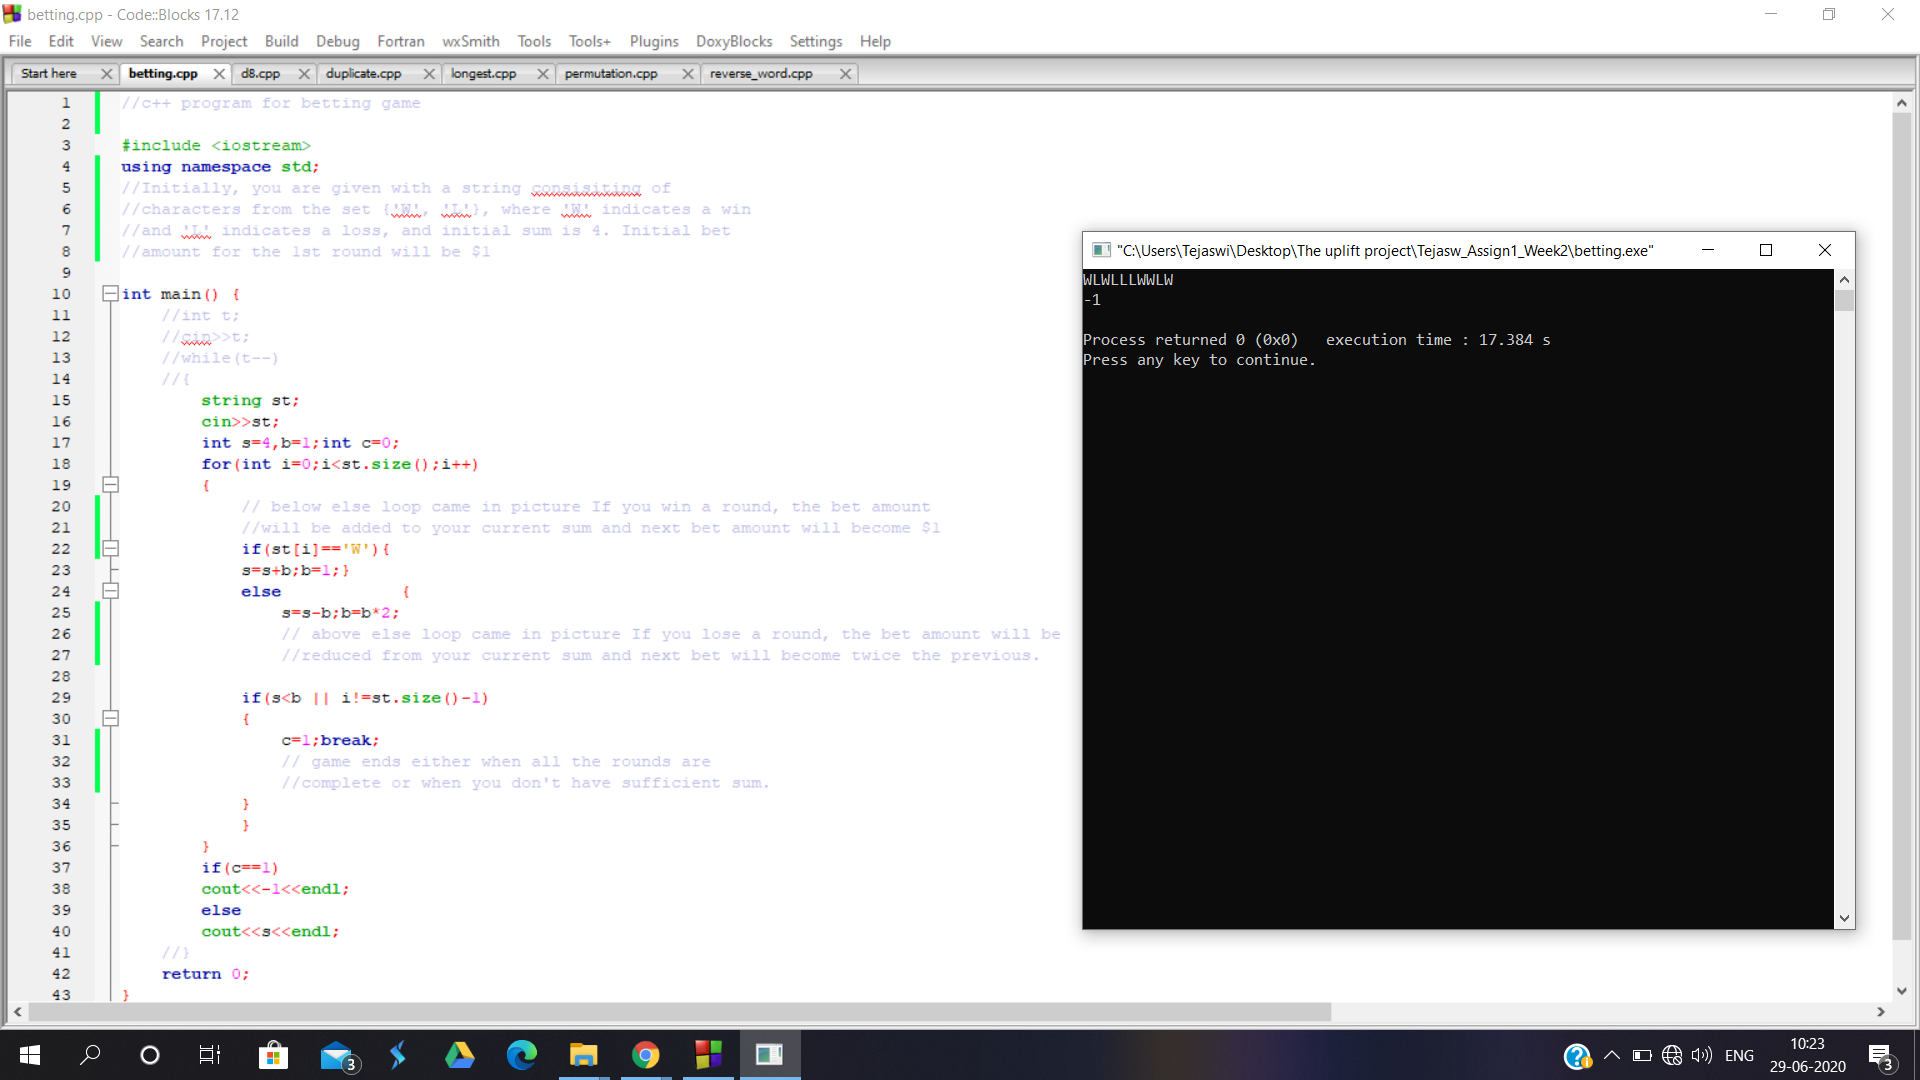 betting.cpp - Code::Blocks 17.12
File Edit View Search Project Build Debug Fortran wxSmith Tools Tools+ Plugins DoxyBlocks Settings Help
Start here betting.cpp d8.cpp duplicate.cpp longest.cpp permutation.cpp reverse_word.cpp
1 //c++ program for betting game
2
3 #include <iostream>
4 using namespace std;
5 //Initially, you are given with a string consisiting of
6 //characters from the set {'W', 'L'}, where 'W' indicates a win
7 //and 'L' indicates a loss, and initial sum is 4. Initial bet
8 //amount for the 1st round will be $1
9
10 int main() {
11 //int t;
12 //cin>>t;
13 //while(t--)
14 //{
15 string st;
16 cin>>st;
17 int s=4,b=1;int c=0;
18 for(int i=0;i<st.size();i++)
19 {
20 // below else loop came in picture If you win a round, the bet amount
21 //will be added to your current sum and next bet amount will become $1
22 if(st[i]=='W'){
23 s=s+b;b=1;}
24 else {
25 s=s-b;b=b*2;
26 // above else loop came in picture If you lose a round, the bet amount will be
27 //reduced from your current sum and next bet will become twice the previous.
28
29 if(s<b || i!=st.size()-1)
30 {
31 c=1;break;
32 // game ends either when all the rounds are
33 //complete or when you don't have sufficient sum.
34 }
35 }
36 }
37 if(c==1)
38 cout<<-1<<endl;
39 else
40 cout<<s<<endl;
41 //}
42 return 0;
43 }
"C:\Users\Tejaswi\Desktop\The uplift project\Tejasw_Assign1_Week2\betting.exe"
WLWLLLWWLW
-1
Process returned 0 (0x0)   execution time : 17.384 s
Press any key to continue.
3
ENG
10:23
29-06-2020
3